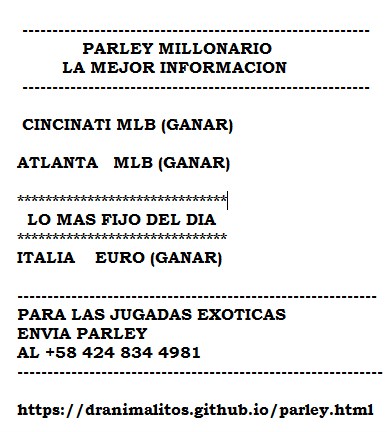 ----------------------------------------------------------
PARLEY MILLONARIO
LA MEJOR INFORMACION
----------------------------------------------------------
CINCINATI MLB (GANAR)
ATLANTA MLB (GANAR)
******************************
LO MAS FIJO DEL DIA
******************************
ITALIA EURO (GANAR)
------------------------------------------------------------
PARA LAS JUGADAS EXOTICAS
ENVIA PARLEY
AL +58 424 834 4981
-------------------------------------------------------------
https://dranimalitos.github.io/parley.html